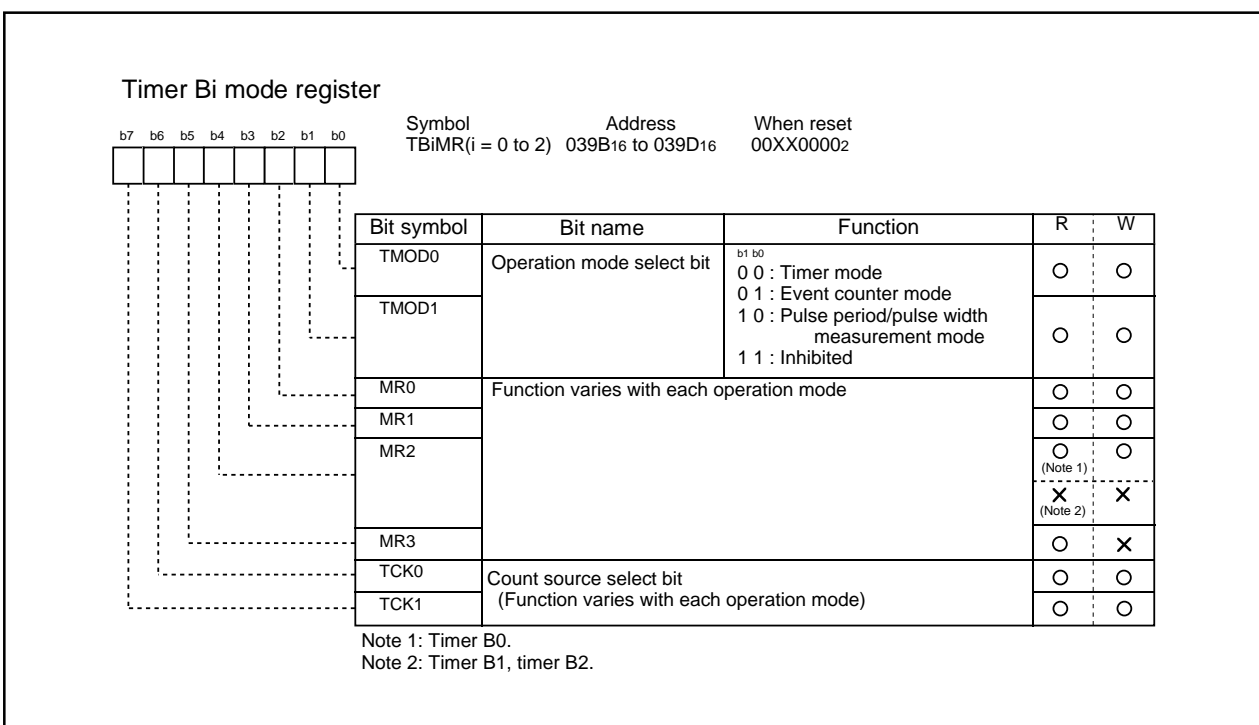 Timer Bi mode register
Symbol Address When reset
TBiMR(i = 0 to 2) 039B16 to 039D16 00XX00002
b7 b6 b5 b4 b3 b2 b1 b0
Bit symbol Bit name Function R W
TMOD0 Operation mode select bit
b1 b0
0 0 : Timer mode
0 1 : Event counter mode
TMOD1
1 0 : Pulse period/pulse width
measurement mode
1 1 : Inhibited
MR0 Function varies with each operation mode
MR1
MR2
(Note 1)
(Note 2)
MR3
TCK0 Count source select bit
TCK1 (Function varies with each operation mode)
Note 1: Timer B0.
Note 2: Timer B1, timer B2.